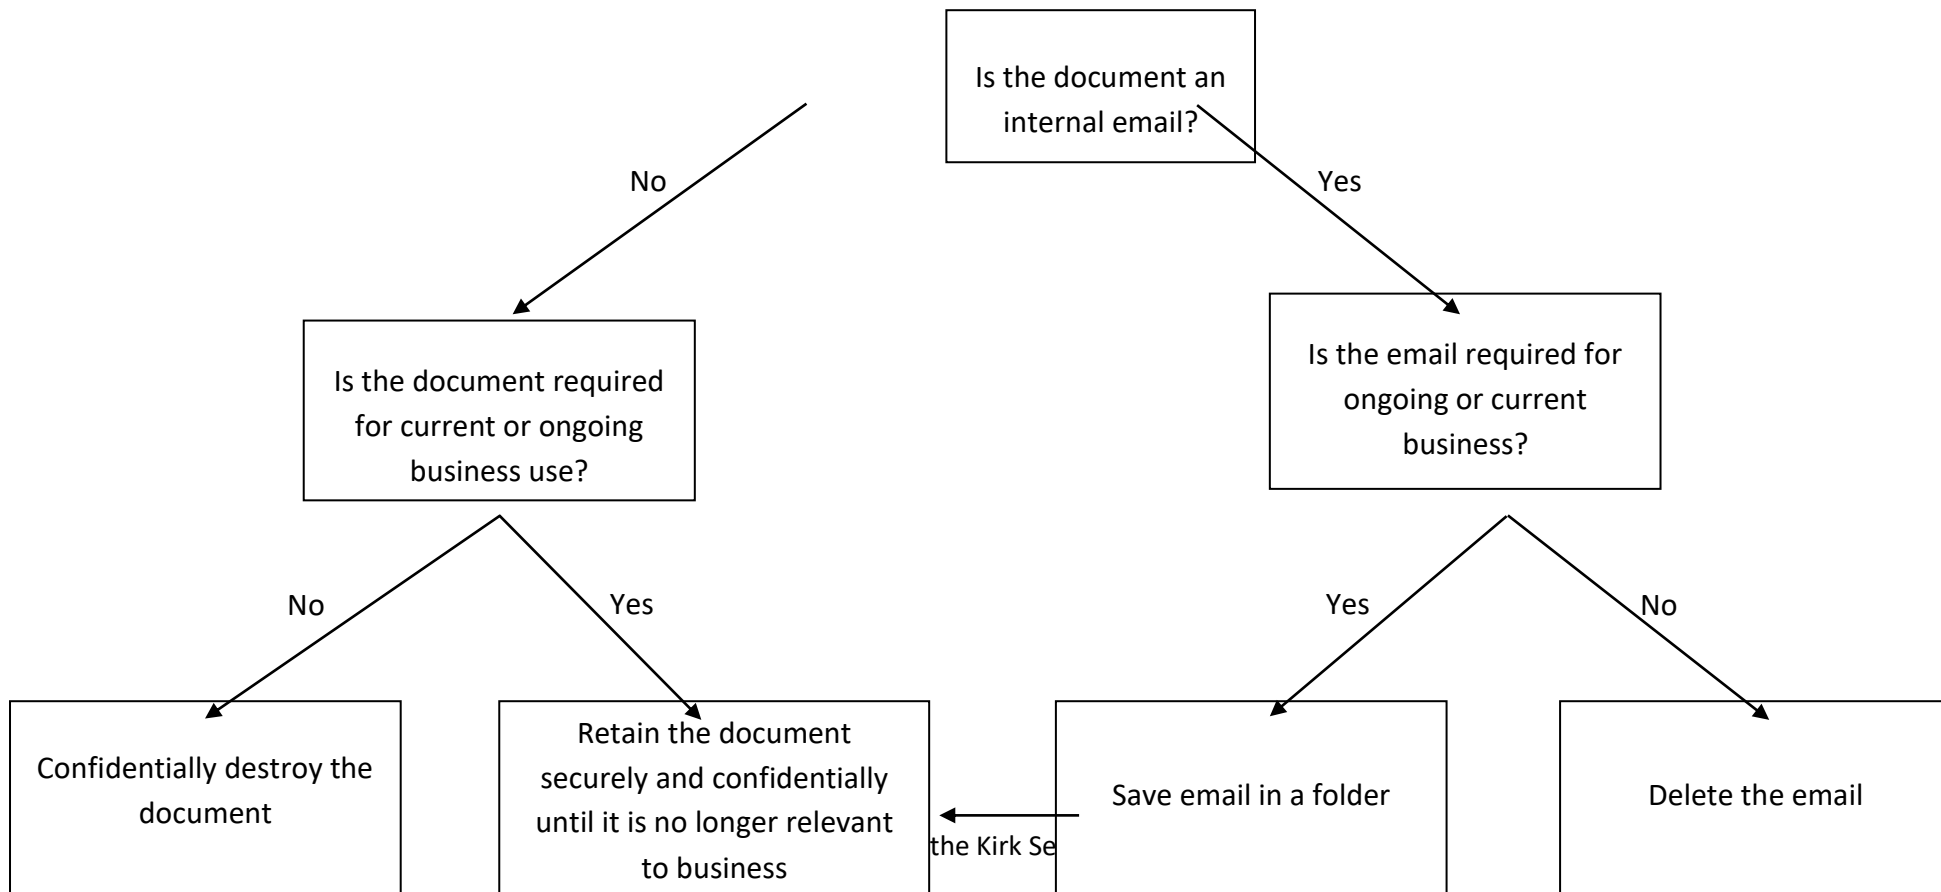 Is the document an
internal email?
No
Yes
Is the document required
for current or ongoing
business use?
Is the email required for
ongoing or current
business?
No
Yes
Yes
No
Confidentially destroy the
document
Retain the document
securely and confidentially
until it is no longer relevant
to business
the Kirk Se
Save email in a folder
Delete the email